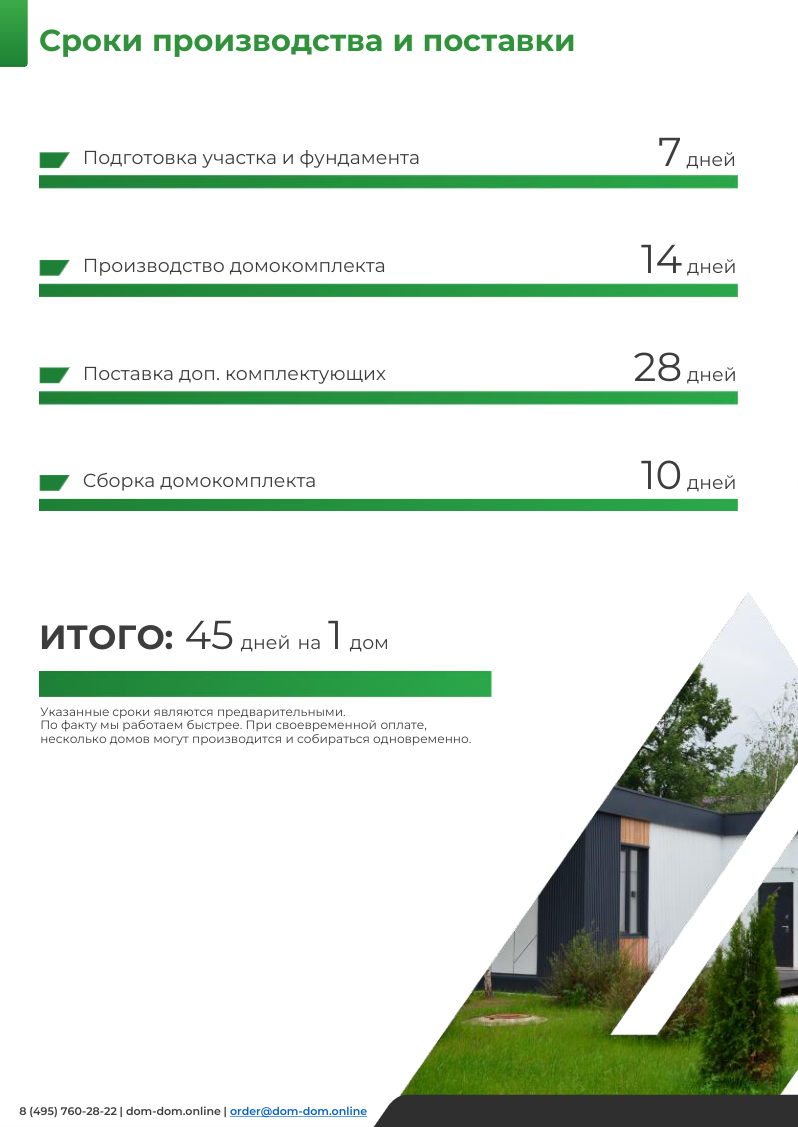 Сроки производства и поставки
Подготовка участка и фундамента 7 дней
Производство домокомплекта 14 дней
Поставка доп. комплектующих 28 дней
Сборка домокомплекта 10 дней
ИТОГО: 45 дней на 1 дом
Указанные сроки являются предварительными.
По факту мы работаем быстрее. При своевременной оплате,
несколько домов могут производится и собираться одновременно.
8 (495) 760-28-22 | dom-dom.online | order@dom-dom.online